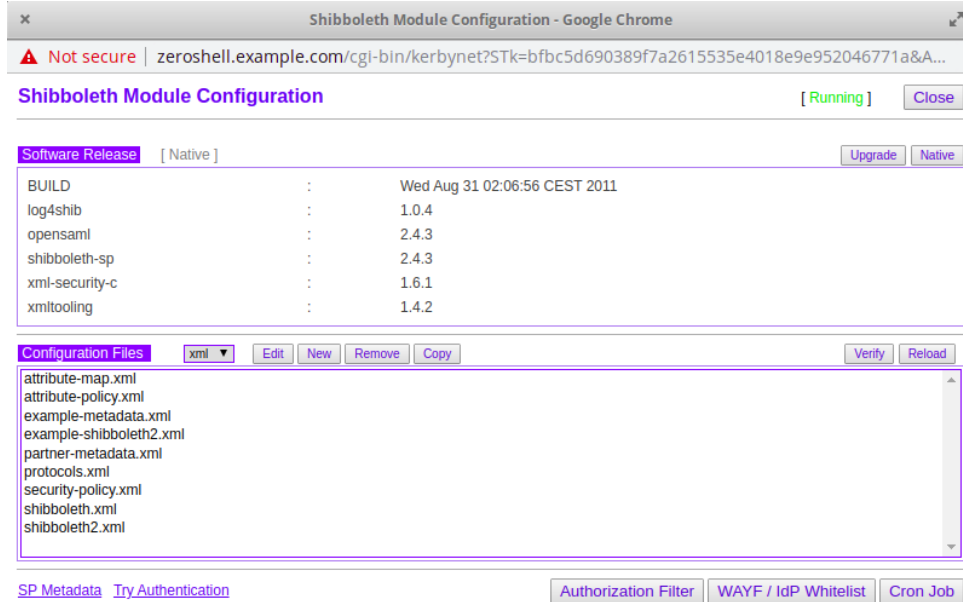 × Shibboleth Module Configuration - Google Chrome
Not secure | zeroshell.example.com/cgi-bin/kerbynet?STk=bfbc5d690389f7a2615535e4018e9e952046771a&A...
Shibboleth Module Configuration [ Running ] Close
Software Release [ Native ] Upgrade Native
BUILD : Wed Aug 31 02:06:56 CEST 2011
log4shib : 1.0.4
opensaml : 2.4.3
shibboleth-sp : 2.4.3
xml-security-c : 1.6.1
xmltooling : 1.4.2
Configuration Files xml ▼ Edit New Remove Copy Verify Reload
attribute-map.xml
attribute-policy.xml
example-metadata.xml
example-shibboleth2.xml
partner-metadata.xml
protocols.xml
security-policy.xml
shibboleth.xml
shibboleth2.xml
SP Metadata Try Authentication Authorization Filter WAYF / IdP Whitelist Cron Job